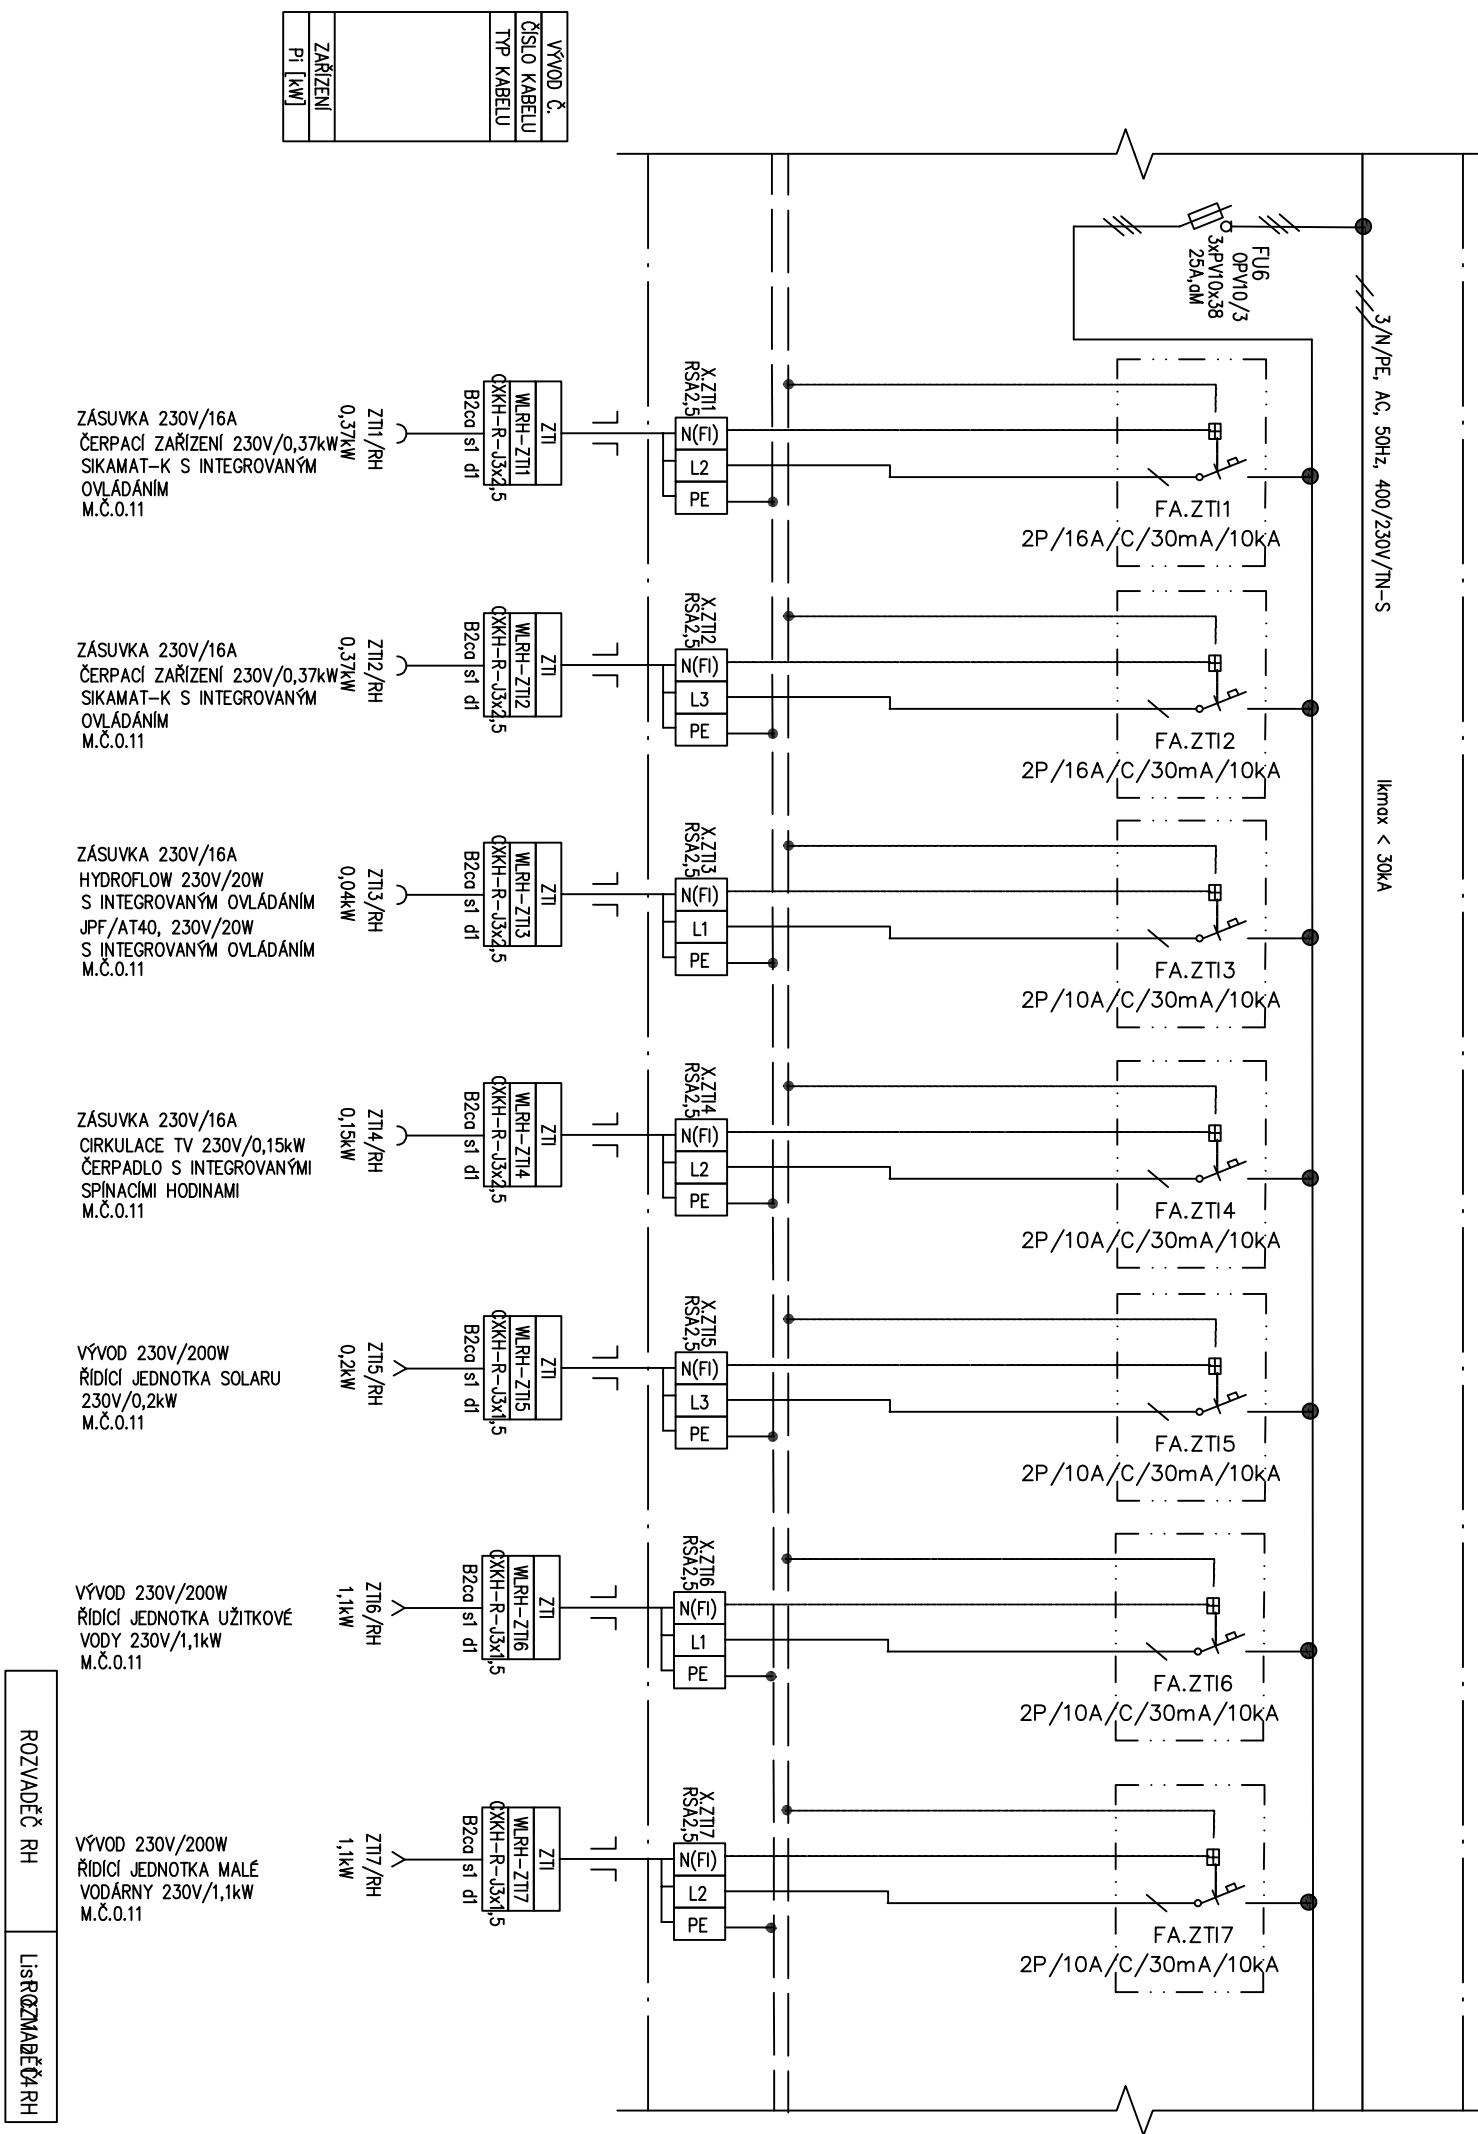 VÝVOD Č.
ČÍSLO KABELU
TYP KABELU
ZAŘÍZENÍ
Pi [kW]
FU6
OPV10/3
3xPV10x38
25A,aM
3/N/PE, AC, 50Hz, 400/230V/TN-S
Ikmax < 30kA
ZÁSUVKA 230V/16A
ČERPACÍ ZAŘÍZENÍ 230V/0,37kW
SIKAMAT-K S INTEGROVANÝM
OVLÁDÁNÍM
M.Č.0.11
ZTI1/RH
0,37kW
ZTI
WLRH-ZTI1
CXKH-R-J3x2,5
B2ca s1 d1
X.ZTI1
RSA2,5
N(FI)
L2
PE
FA.ZTI1
2P/16A/C/30mA/10kA
ZÁSUVKA 230V/16A
ČERPACÍ ZAŘÍZENÍ 230V/0,37kW
SIKAMAT-K S INTEGROVANÝM
OVLÁDÁNÍM
M.Č.0.11
ZTI2/RH
0,37kW
ZTI
WLRH-ZTI2
CXKH-R-J3x2,5
B2ca s1 d1
X.ZTI2
RSA2,5
N(FI)
L3
PE
FA.ZTI2
2P/16A/C/30mA/10kA
ZÁSUVKA 230V/16A
HYDROFLOW 230V/20W
S INTEGROVANÝM OVLÁDÁNÍM
JPF/AT40, 230V/20W
S INTEGROVANÝM OVLÁDÁNÍM
M.Č.0.11
ZTI3/RH
0,04kW
ZTI
WLRH-ZTI3
CXKH-R-J3x2,5
B2ca s1 d1
X.ZTI3
RSA2,5
N(FI)
L1
PE
FA.ZTI3
2P/10A/C/30mA/10kA
ZÁSUVKA 230V/16A
CIRKULACE TV 230V/0,15kW
ČERPADLO S INTEGROVANÝMI
SPÍNACÍMI HODINAMI
M.Č.0.11
ZTI4/RH
0,15kW
ZTI
WLRH-ZTI4
CXKH-R-J3x2,5
B2ca s1 d1
X.ZTI4
RSA2,5
N(FI)
L2
PE
FA.ZTI4
2P/10A/C/30mA/10kA
VÝVOD 230V/200W
ŘÍDÍCÍ JEDNOTKA SOLARU
230V/0,2kW
M.Č.0.11
ZTI5/RH
0,2kW
ZTI
WLRH-ZTI5
CXKH-R-J3x1,5
B2ca s1 d1
X.ZTI5
RSA2,5
N(FI)
L3
PE
FA.ZTI5
2P/10A/C/30mA/10kA
VÝVOD 230V/200W
ŘÍDÍCÍ JEDNOTKA UŽITKOVÉ
VODY 230V/1,1kW
M.Č.0.11
ZTI6/RH
1,1kW
ZTI
WLRH-ZTI6
CXKH-R-J3x1,5
B2ca s1 d1
X.ZTI6
RSA2,5
N(FI)
L1
PE
FA.ZTI6
2P/10A/C/30mA/10kA
VÝVOD 230V/200W
ŘÍDÍCÍ JEDNOTKA MALÉ
VODÁRNY 230V/1,1kW
M.Č.0.11
ZTI7/RH
1,1kW
ZTI
WLRH-ZTI7
CXKH-R-J3x1,5
B2ca s1 d1
X.ZTI7
RSA2,5
N(FI)
L2
PE
FA.ZTI7
2P/10A/C/30mA/10kA
ROZVADĚČ RH
ROZVADĚČ RH